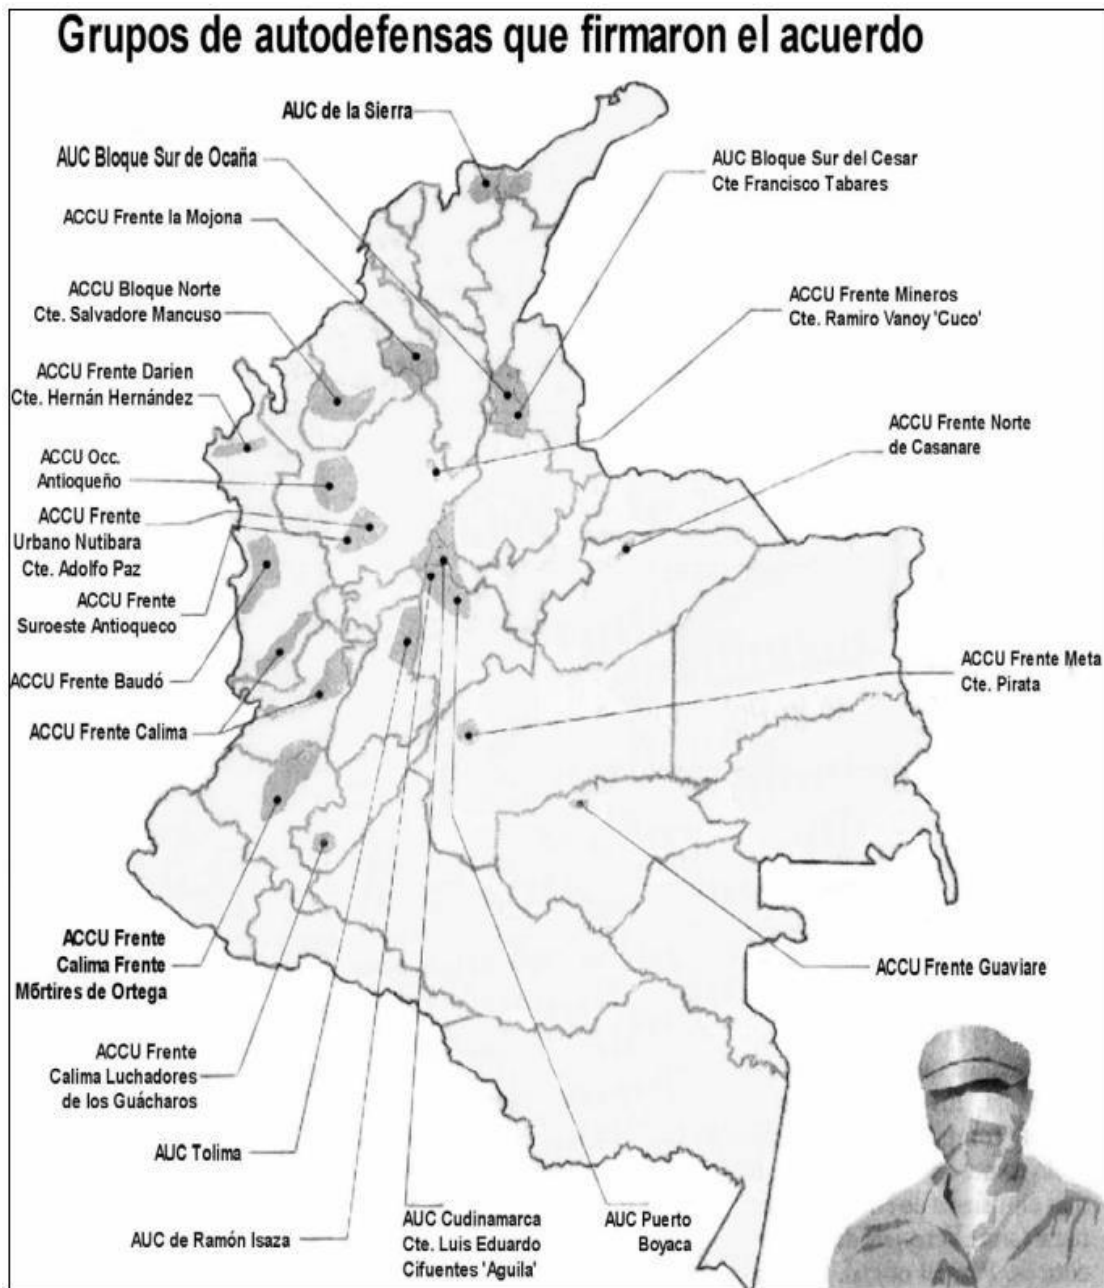 Grupos de autodefensas que firmaron el acuerdo
AUC de la Sierra
AUC Bloque Sur de Ocaña
ACCU Frente la Mojona
ACCU Bloque Norte
Cte. Salvadore Mancuso
ACCU Frente Darien
Cte. Hernán Hernández
ACCU Occ.
Antioqueño
ACCU Frente
Urbano Nutibara
Cte. Adolfo Paz
ACCU Frente
Suroeste Antioqueco
ACCU Frente Baudó
ACCU Frente Calima
ACCU Frente
Calima Frente
Mбrtires de Ortega
ACCU Frente
Calima Luchadores
de los Guácharos
AUC Tolima
AUC de Ramón Isaza
AUC Cudinamarca
Cte. Luis Eduardo
Cifuentes 'Aguila'
AUC Puerto
Boyaca
AUC Bloque Sur del Cesar
Cte Francisco Tabares
ACCU Frente Mineros
Cte. Ramiro Vanoy 'Cuco'
ACCU Frente Norte
de Casanare
ACCU Frente Meta
Cte. Pirata
ACCU Frente Guaviare